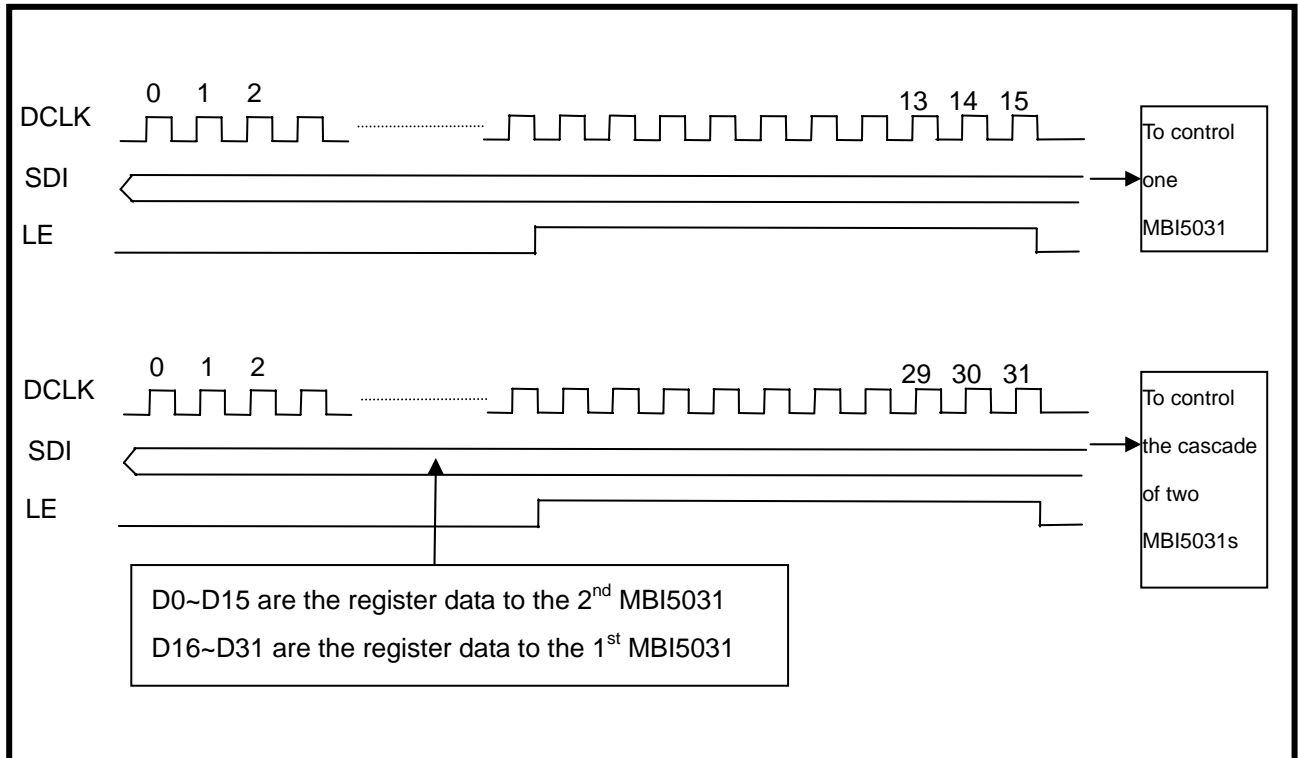 0 1 2 13 14 15
DCLK
SDI
LE
To control
one
MBI5031
0 1 2 29 30 31
DCLK
SDI
LE
To control
the cascade
of two
MBI5031s
D0~D15 are the register data to the 2nd MBI5031
D16~D31 are the register data to the 1st MBI5031